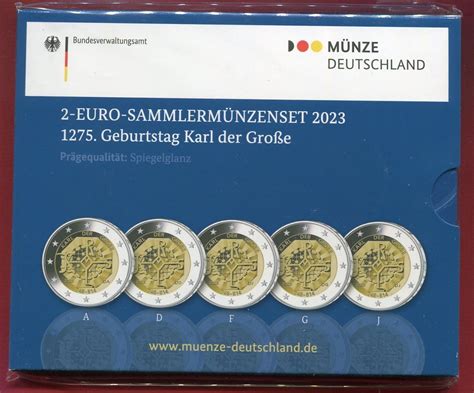 Bundesverwaltungsamt
MÜNZE
DEUTSCHLAND
2-EURO-SAMMLERMÜNZENSET 2023
1275. Geburtstag Karl der Große
Prägequalität: Spiegelglanz
A D F G J
www.muenze-deutschland.de